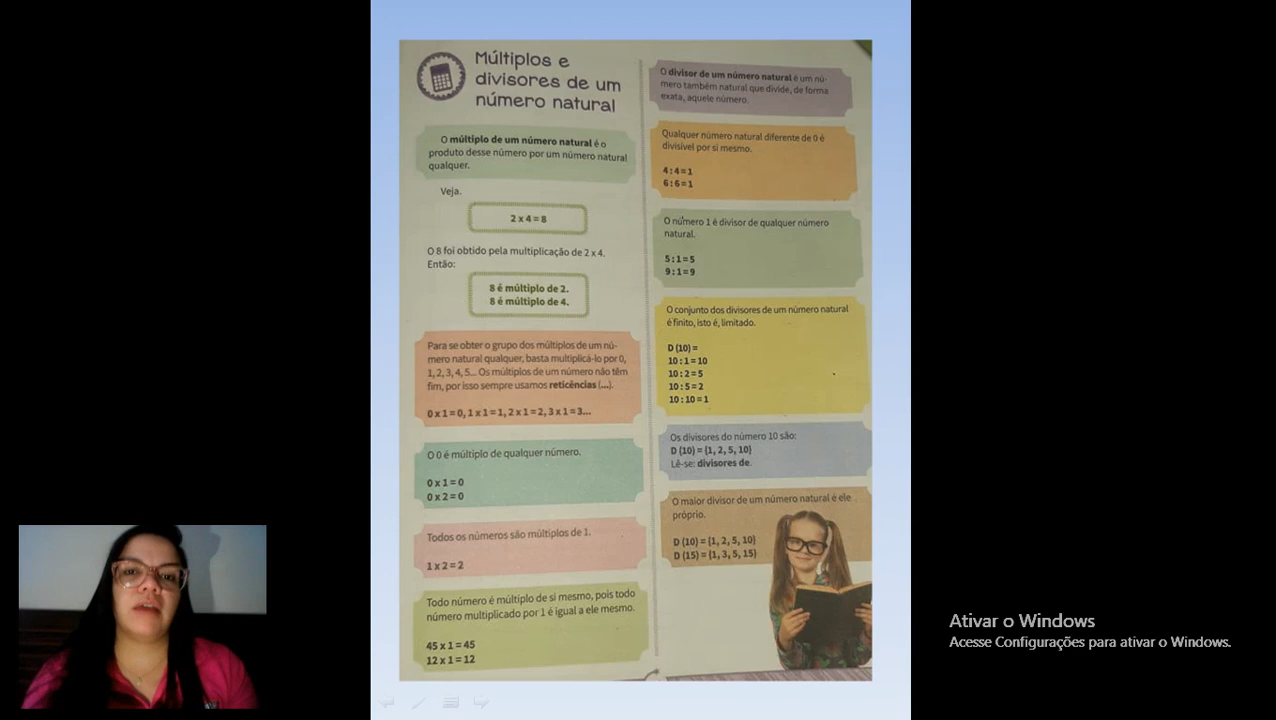 Múltiplos e
divisores de um
número natural
O múltiplo de um número natural é o
produto desse número por um número natural
qualquer.
Veja.
2 x 4 = 8
O 8 foi obtido pela multiplicação de 2 x 4.
Então:
8 é múltiplo de 2.
8 é múltiplo de 4.
Para se obter o grupo dos múltiplos de um nú-
mero natural qualquer, basta multiplicá-lo por 0,
1, 2, 3, 4, 5... Os múltiplos de um número não têm
fim, por isso sempre usamos reticências (...).
0 x 1 = 0, 1 x 1 = 1, 2 x 1 = 2, 3 x 1 = 3...
O 0 é múltiplo de qualquer número.
0 x 1 = 0
0 x 2 = 0
Todos os números são múltiplos de 1.
1 x 2 = 2
Todo número é múltiplo de si mesmo, pois todo
número multiplicado por 1 é igual a ele mesmo.
45 x 1 = 45
12 x 1 = 12
O divisor de um número natural é um nú-
mero também natural que divide, de forma
exata, aquele número.
Qualquer número natural diferente de 0 é
divisível por si mesmo.
4 : 4 = 1
6 : 6 = 1
O número 1 é divisor de qualquer número
natural.
5 : 1 = 5
9 : 1 = 9
O conjunto dos divisores de um número natural
é finito, isto é, limitado.
D (10) =
10 : 1 = 10
10 : 2 = 5
10 : 5 = 2
10 : 10 = 1
Os divisores do número 10 são:
D (10) = {1, 2, 5, 10}
Lê-se: divisores de.
O maior divisor de um número natural é ele
próprio.
D (10) = {1, 2, 5, 10}
D (15) = {1, 3, 5, 15}
Ativar o Windows
Acesse Configurações para ativar o Windows.